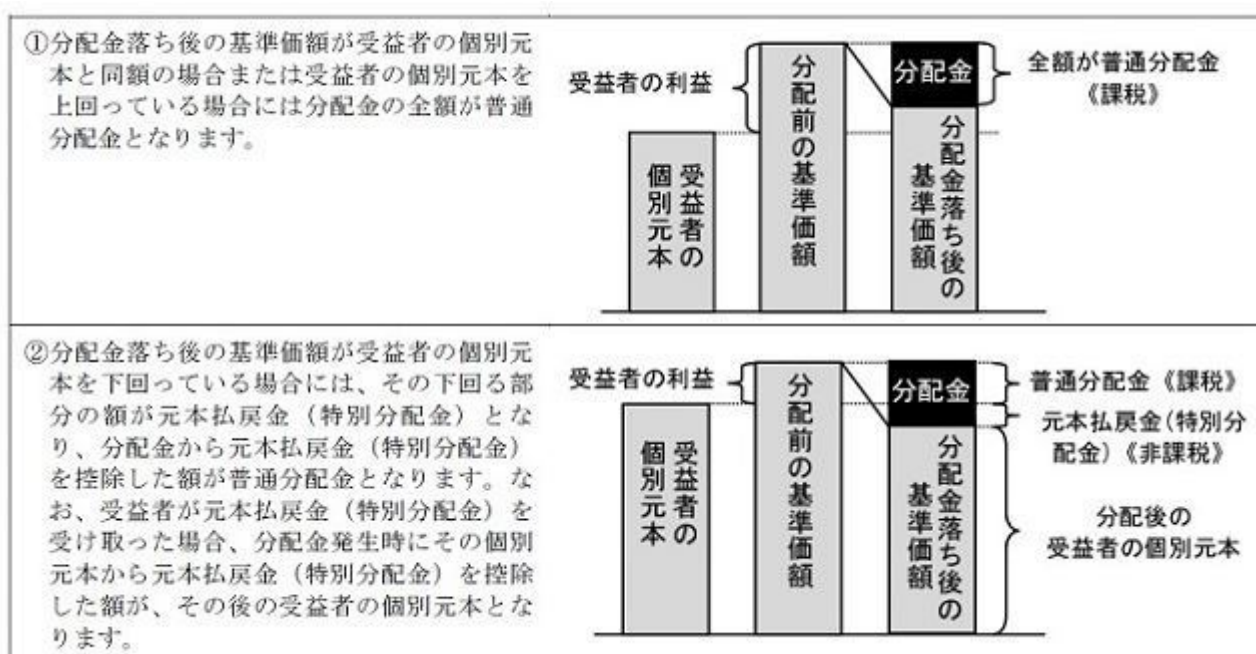 ①分配金落ち後の基準価額が受益者の個別元
本と同額の場合または受益者の個別元本を
上回っている場合には分配金の全額が普通
分配金となります。
受益者の利益
受益者の
個別元本
分配前の基準価額
分配金
分配金落ち後の
基準価額
全額が普通分配金
《課税》
②分配金落ち後の基準価額が受益者の個別元
本を下回っている場合には、その下回る部
分の額が元本払戻金（特別分配金）とな
り、分配金から元本払戻金（特別分配金）
を控除した額が普通分配金となります。な
お、受益者が元本払戻金（特別分配金）を
受け取った場合、分配金発生時にその個別
元本から元本払戻金（特別分配金）を控除
した額が、その後の受益者の個別元本とな
ります。
受益者の利益
受益者の
個別元本
分配前の基準価額
分配金
分配金落ち後の
基準価額
普通分配金《課税》
元本払戻金（特別分
配金）《非課税》
分配後の
受益者の個別元本